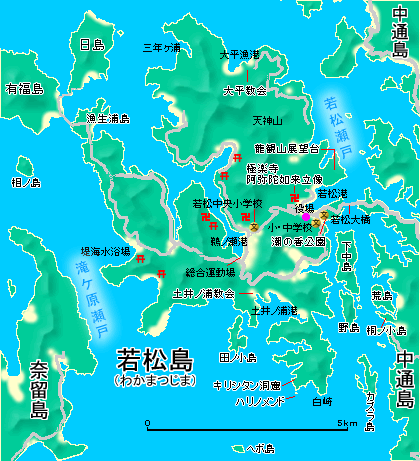 中通島
日島
三年ヶ浦
大平漁港
有福島
大平教会
漁生浦島
天神山
若松瀬戸
龍観山展望台
極楽寺
阿弥陀如来立像
相ノ島
若松港
若松中央小学校
役場
若松大橋
小・中学校
鵜ノ瀬港
潮の香公園
堤海水浴場
下中島
滝ヶ原瀬戸
総合運動場
土井ノ浦教会
荒島
土井ノ浦港
野島
桐ノ小島
若松島
(わかまつじま)
田の小島
中通島
奈留島
キリシタン洞窟
ハリノメンド
白崎
カズラ島
0
5km
ヘボ島